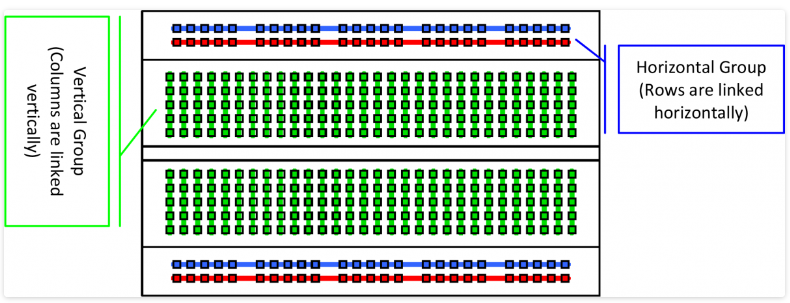 Vertical Group
(Columns are linked
vertically)
Horizontal Group
(Rows are linked
horizontally)